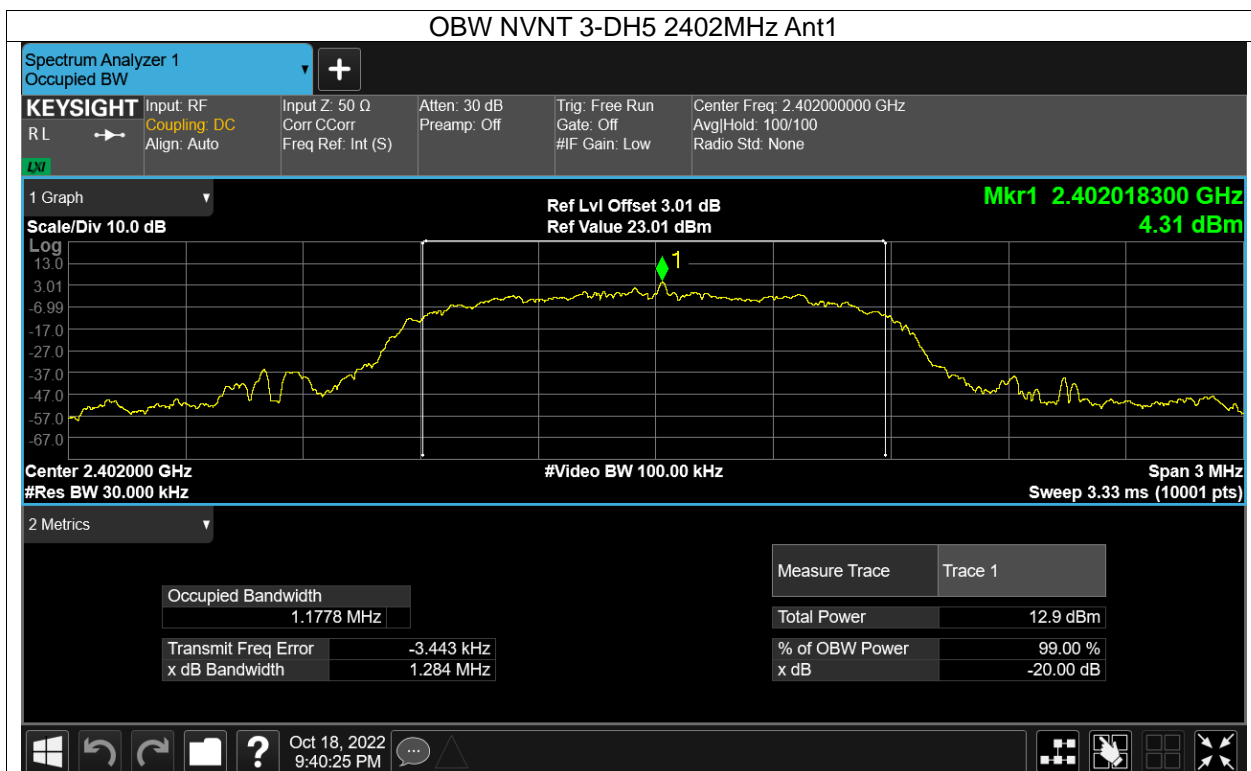 OBW NVNT 3-DH5 2402MHz Ant1
Spectrum Analyzer 1
Occupied BW
KEYSIGHT
R L
LXI
Input: RF
Coupling: DC
Align: Auto
Input Z: 50 Ω
Corr CCorr
Freq Ref: Int (S)
Atten: 30 dB
Preamp: Off
Trig: Free Run
Gate: Off
#IF Gain: Low
Center Freq: 2.402000000 GHz
Avg|Hold: 100/100
Radio Std: None
1 Graph
Scale/Div 10.0 dB
Ref Lvl Offset 3.01 dB
Ref Value 23.01 dBm
Mkr1 2.402018300 GHz
4.31 dBm
Log
13.0
3.01
-6.99
-17.0
-27.0
-37.0
-47.0
-57.0
-67.0
1
Center 2.402000 GHz
#Res BW 30.000 kHz
#Video BW 100.00 kHz
Span 3 MHz
Sweep 3.33 ms (10001 pts)
2 Metrics
Measure Trace Trace 1
Occupied Bandwidth
1.1778 MHz
Total Power 12.9 dBm
Transmit Freq Error -3.443 kHz
% of OBW Power 99.00 %
x dB Bandwidth 1.284 MHz
x dB -20.00 dB
?
Oct 18, 2022
9:40:25 PM